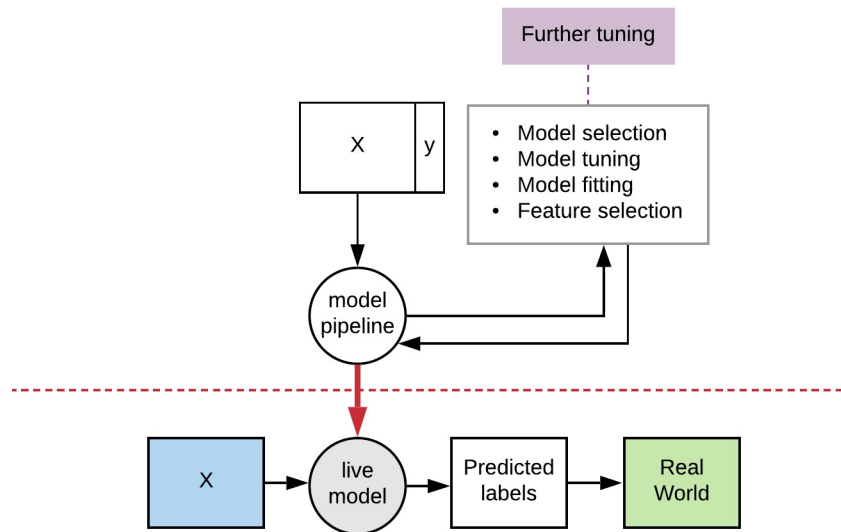 Further tuning
X
y
• Model selection
• Model tuning
• Model fitting
• Feature selection
model
pipeline
X
live
model
Predicted
labels
Real
World